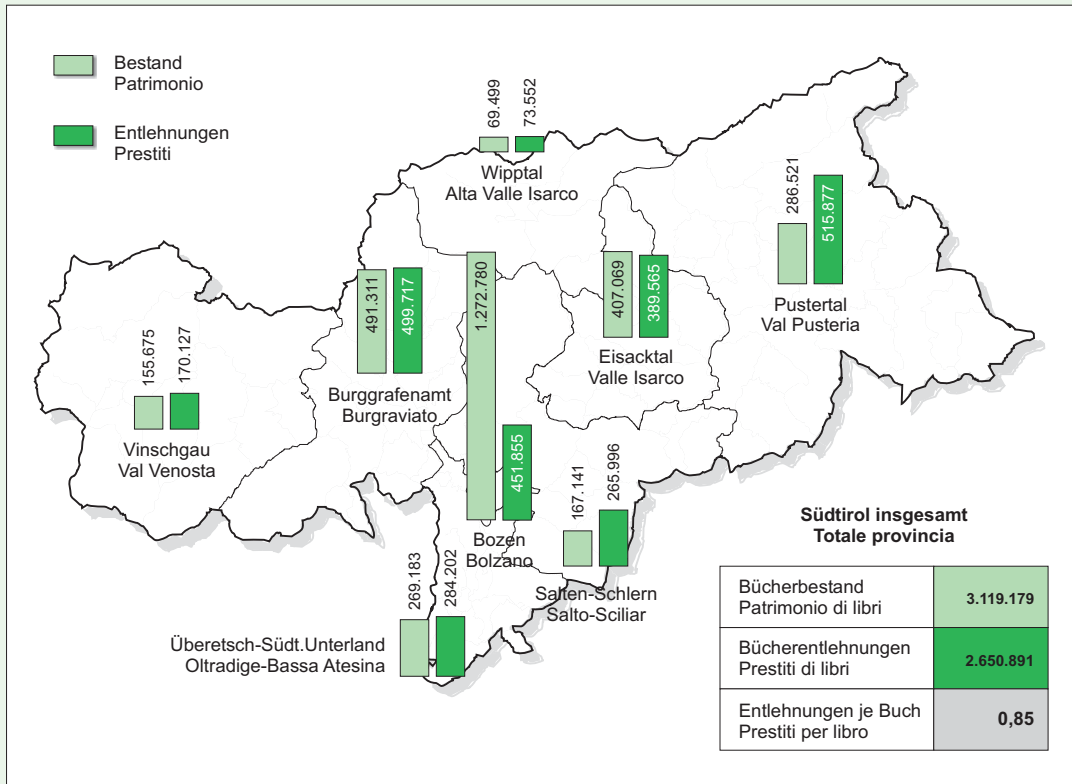 Bestand
Patrimonio
Entlehnungen
Prestiti
69.499
73.552
Wipptal
Alta Valle Isarco
286.521
515.877
Pustertal
Val Pusteria
1.272.780
451.855
Bozen
Bolzano
407.069
389.565
Eisacktal
Valle Isarco
491.311
499.717
Burggrafenamt
Burgraviato
155.675
170.127
Vinschgau
Val Venosta
167.141
265.996
Salten-Schlern
Salto-Sciliar
269.183
284.202
Überetsch-Südt.Unterland
Oltradige-Bassa Atesina
Südtirol insgesamt
Totale provincia
Bücherbestand
Patrimonio di libri
3.119.179
Bücherentlehnungen
Prestiti di libri
2.650.891
Entlehnungen je Buch
Prestiti per libro
0,85